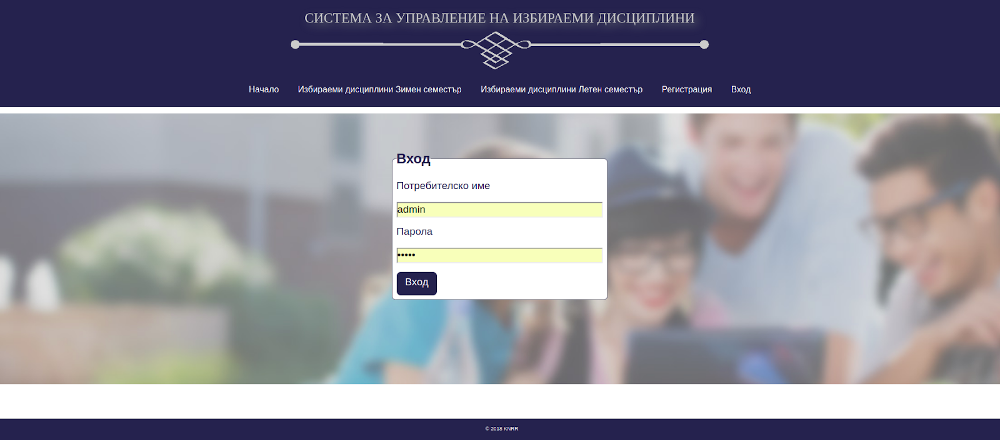 СИСТЕМА ЗА УПРАВЛЕНИЕ НА ИЗБИРАЕМИ ДИСЦИПЛИНИ
Начало Избираеми дисциплини Зимен семестър Избираеми дисциплини Летен семестър Регистрация Вход
Вход
Потребителско име
admin
Парола
•••••
Вход
© 2018 KNRR